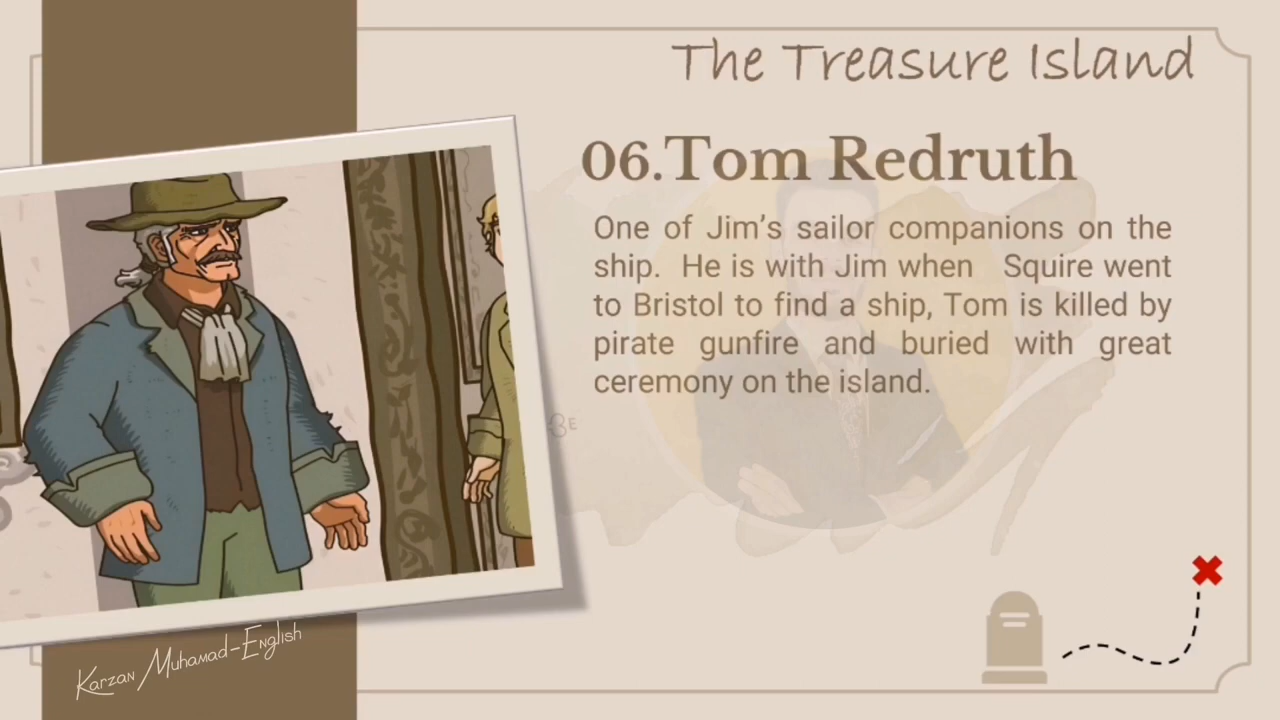 The Treasure Island
06.Tom Redruth
One of Jim’s sailor companions on the
ship. He is with Jim when Squire went
to Bristol to find a ship, Tom is killed by
pirate gunfire and buried with great
ceremony on the island.
Karzan Muhamad-English